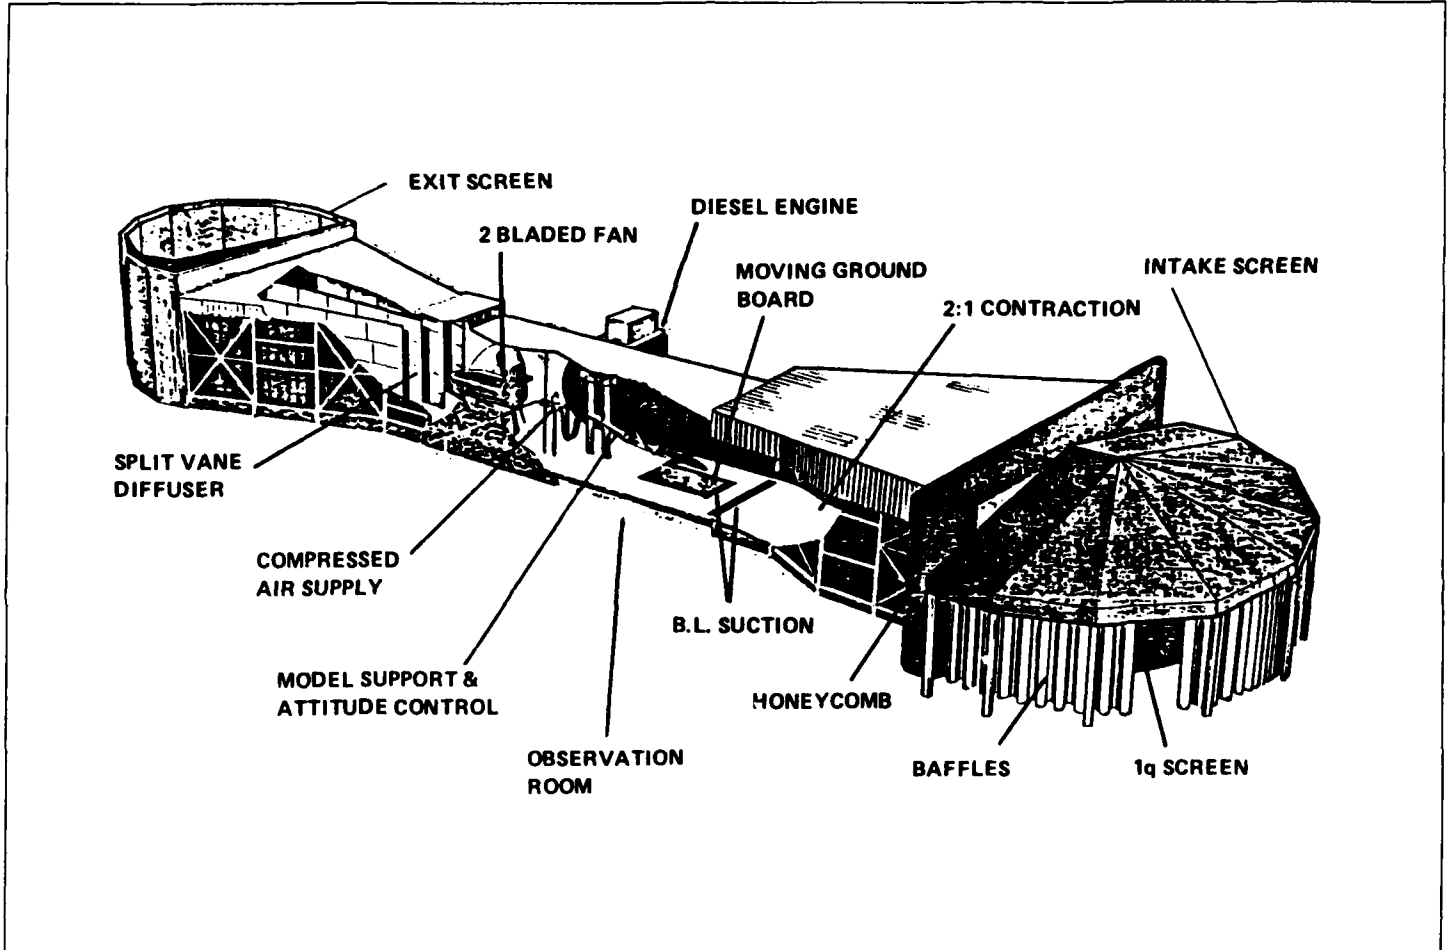 EXIT SCREEN
DIESEL ENGINE
2 BLADED FAN
MOVING GROUND
BOARD
INTAKE SCREEN
2:1 CONTRACTION
SPLIT VANE
DIFFUSER
COMPRESSED
AIR SUPPLY
B.L. SUCTION
MODEL SUPPORT &
ATTITUDE CONTROL
HONEYCOMB
OBSERVATION
ROOM
BAFFLES
1q SCREEN